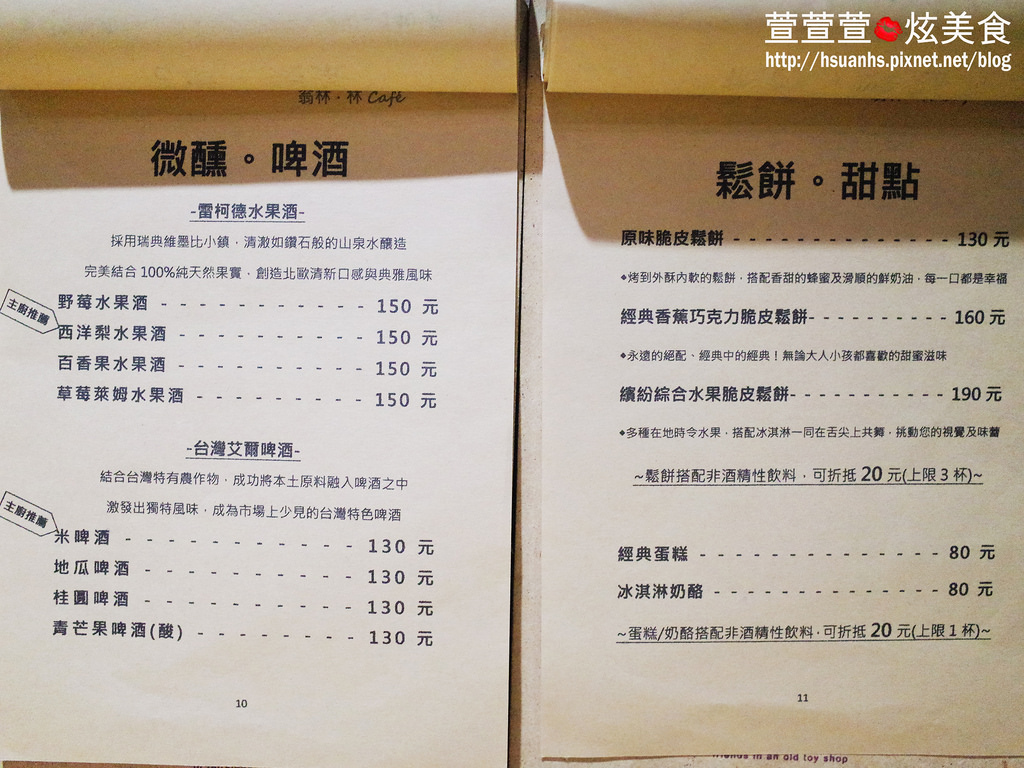 萱萱萱 炫美食
http://hsuanhs.pixnet.net/blog
翁林．林 Café
微醺。啤酒
-雷柯德水果酒-
採用瑞典維墨比小鎮，清澈如鑽石般的山泉水釀造
完美結合 100%純天然果實，創造北歐清新口感與典雅風味
主廚推薦
野莓水果酒 - - - - - - - - - - - 150 元
西洋梨水果酒 - - - - - - - - - - 150 元
百香果水果酒 - - - - - - - - - - 150 元
草莓萊姆水果酒 - - - - - - - - - 150 元
-台灣艾爾啤酒-
結合台灣特有農作物，成功將本土原料融入啤酒之中
激發出獨特風味，成為市場上少見的台灣特色啤酒
主廚推薦
米啤酒 - - - - - - - - - - - - 130 元
地瓜啤酒 - - - - - - - - - - - 130 元
桂圓啤酒 - - - - - - - - - - - 130 元
青芒果啤酒(酸) - - - - - - - - 130 元
10
鬆餅。甜點
原味脆皮鬆餅 - - - - - - - - - - - - - - - 130 元
◆烤到外酥內軟的鬆餅，搭配香甜的蜂蜜及滑順的鮮奶油，每一口都是幸福
經典香蕉巧克力脆皮鬆餅- - - - - - - - - - 160 元
◆永遠的絕配、經典中的經典！無論大人小孩都喜歡的甜蜜滋味
繽紛綜合水果脆皮鬆餅- - - - - - - - - - - 190 元
◆多種在地時令水果，搭配冰淇淋一同在舌尖上共舞，挑動您的視覺及味蕾
~鬆餅搭配非酒精性飲料，可折抵 20 元(上限 3 杯)~
經典蛋糕 - - - - - - - - - - - - - - - - - 80 元
冰淇淋奶酪 - - - - - - - - - - - - - - - - 80 元
~蛋糕/奶酪搭配非酒精性飲料，可折抵 20 元(上限 1 杯)~
11
friends in an old toy shop